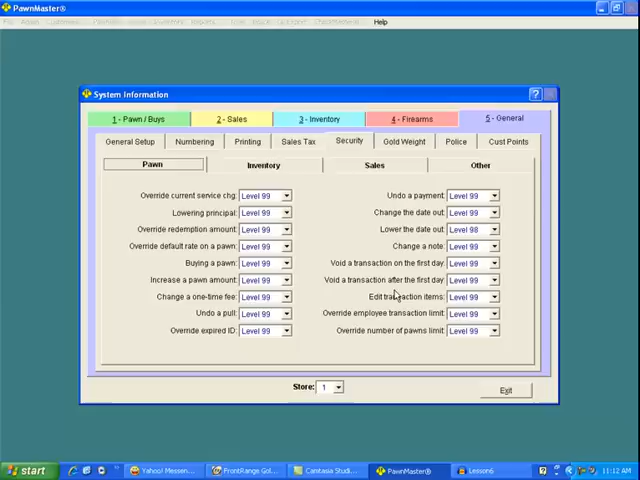 PawnMaster®
Help
System Information
1 - Pawn / Buys
2 - Sales
3 - Inventory
4 - Firearms
5 - General
General Setup
Numbering
Printing
Sales Tax
Security
Gold Weight
Police
Cust Points
Pawn
Inventory
Sales
Other
Override current service chg: Level 99
Lowering principal: Level 99
Override redemption amount: Level 99
Override default rate on a pawn: Level 99
Buying a pawn: Level 99
Increase a pawn amount: Level 99
Change a one-time fee: Level 99
Undo a pull: Level 99
Override expired ID: Level 99
Undo a payment: Level 99
Change the date out: Level 99
Lower the date out: Level 98
Change a note: Level 99
Void a transaction on the first day: Level 99
Void a transaction after the first day: Level 99
Edit transaction items: Level 99
Override employee transaction limit: Level 99
Override number of pawns limit: Level 99
Store: 1
Exit
start
Yahoo! Messen...
FrontRange Gol...
Camtasia Studi...
PawnMaster®
Lesson6
11:12 AM